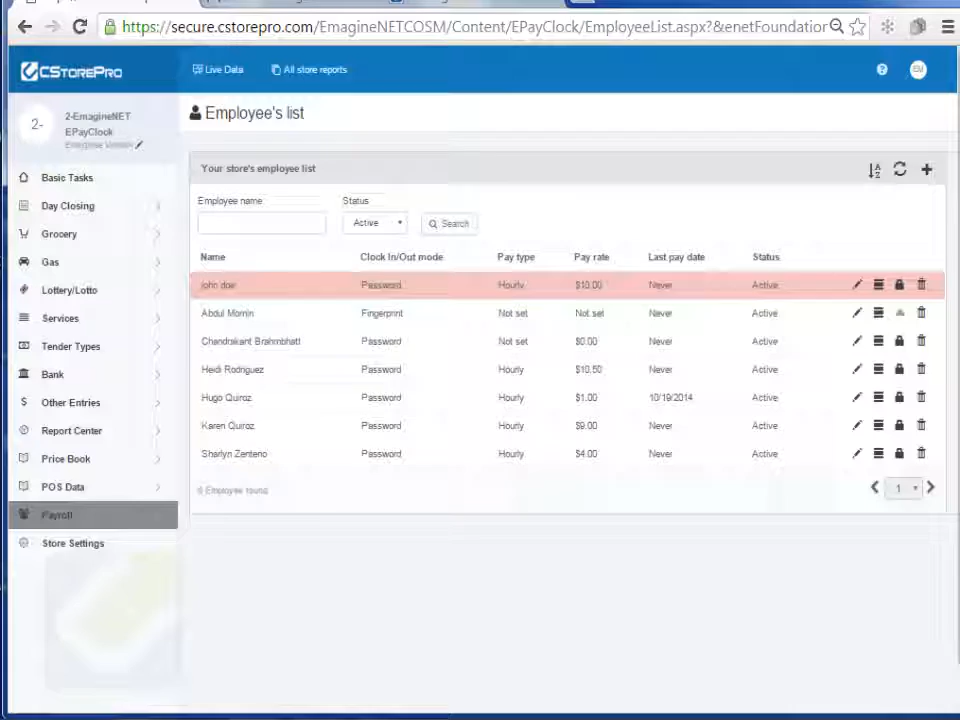 https://secure.cstorepro.com/EmagineNETCOSM/Content/EPayClock/EmployeeList.aspx?&enetFoundation
CSTOREPRO
Live Data
All store reports
?
EM
2-
2-EmagineNET
EPayClock
Enterprise Version
Employee's list
Your store's employee list
Employee name
Status
Active
Search
Basic Tasks
Day Closing
Grocery
Gas
Lottery/Lotto
Services
Tender Types
Bank
Other Entries
Report Center
Price Book
POS Data
Payroll
Store Settings
Name Clock In/Out mode Pay type Pay rate Last pay date Status
john doe Password Hourly $10.00 Never Active
Abdul Momin Fingerprint Not set Not set Never Active
Chandrakant Brahmbhatt Password Not set $0.00 Never Active
Heidi Rodriguez Password Hourly $10.50 Never Active
Hugo Quiroz Password Hourly $1.00 10/19/2014 Active
Karen Quiroz Password Hourly $9.00 Never Active
Sharlyn Zenteno Password Hourly $4.00 Never Active
Employee found
1